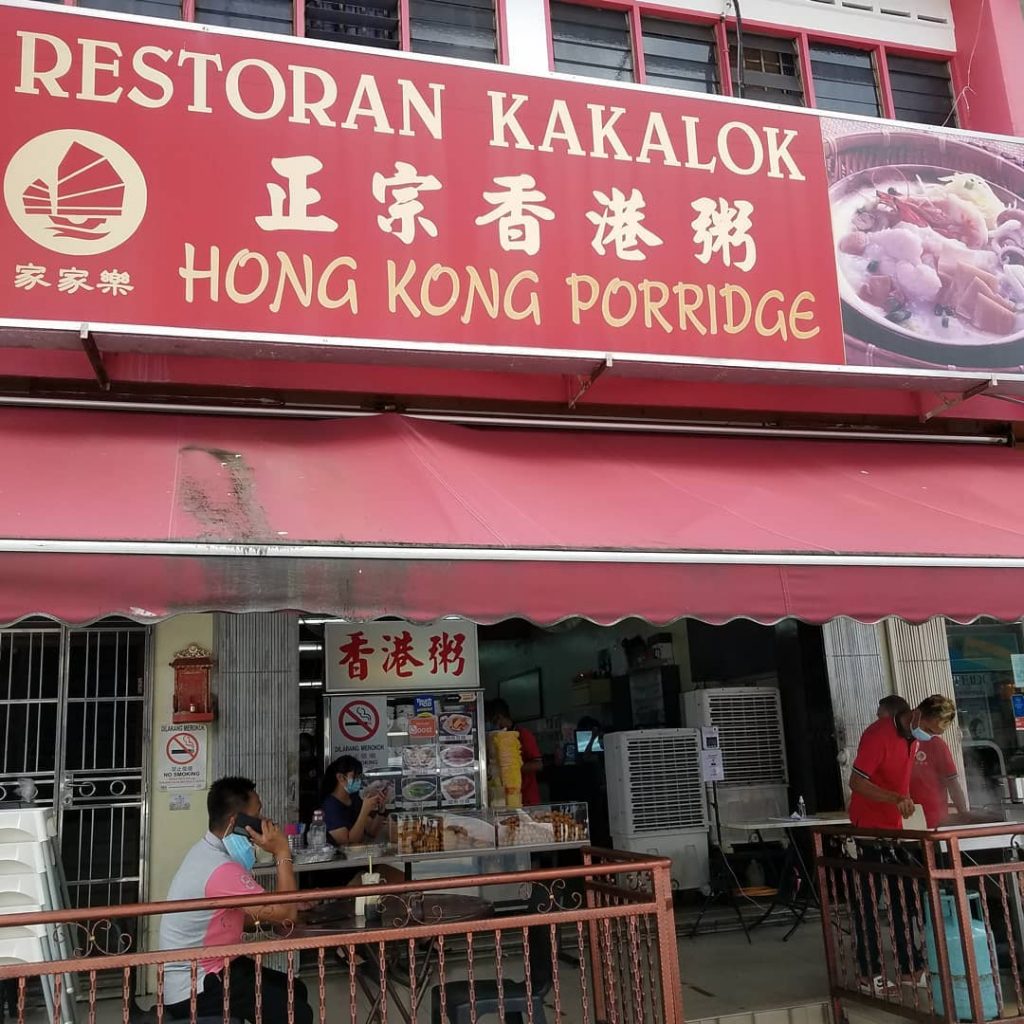 RESTORAN KAKALOK
正宗香港粥
家家樂
HONG KONG PORRIDGE
香港粥
DILARANG MEROKOK
DILARANG MEROKOK
NO SMOKING